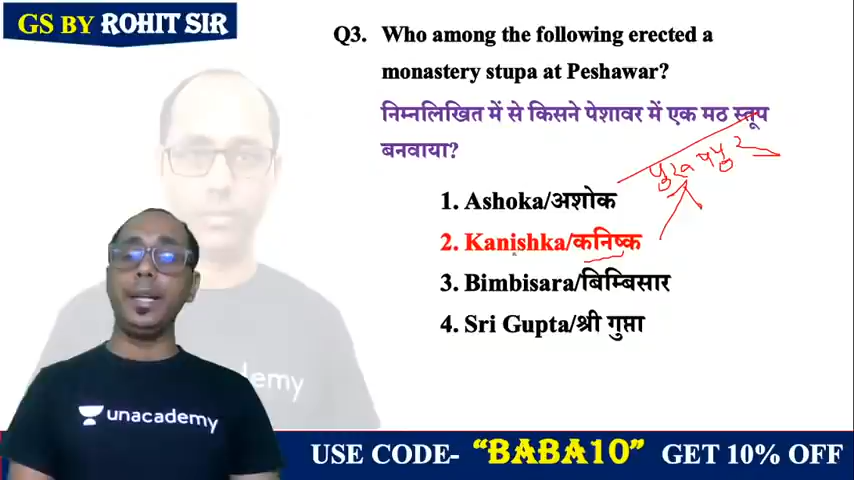 GS BY ROHIT SIR
Q3. Who among the following erected a
monastery stupa at Peshawar?
निम्नलिखित में से किसने पेशावर में एक मठ स्तूप
बनवाया?
पुरुषपुर
1. Ashoka/अशोक
2. Kanishka/कनिष्क
3. Bimbisara/बिम्बिसार
4. Sri Gupta/श्री गुप्ता
unacademy
emy
USE CODE- “BABA10” GET 10% OFF